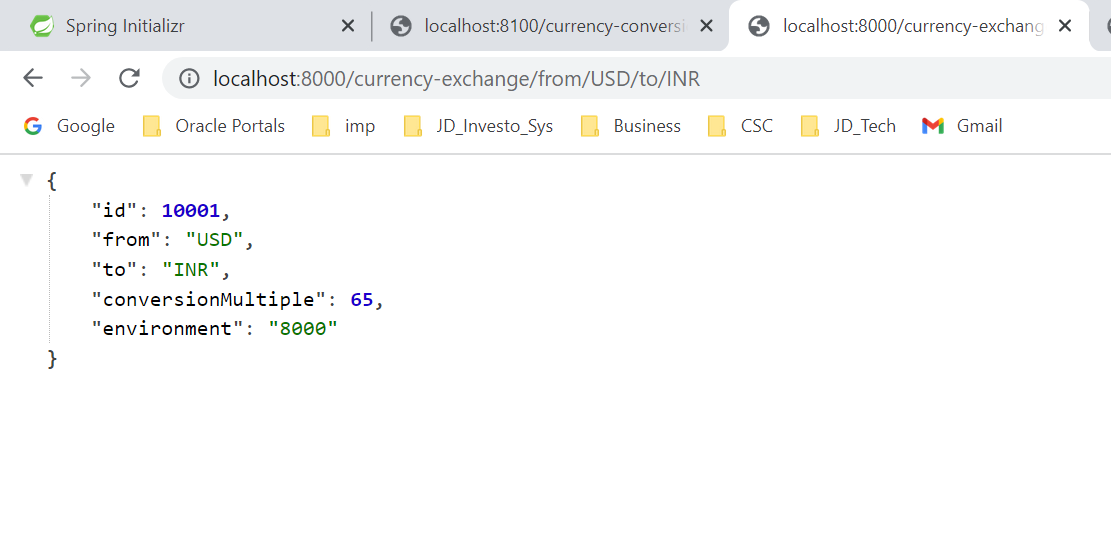 Spring Initializr
localhost:8100/currency-conversi
localhost:8000/currency-exchang
localhost:8000/currency-exchange/from/USD/to/INR
Google Oracle Portals imp JD_Investo_Sys Business CSC JD_Tech Gmail
{
"id": 10001,
"from": "USD",
"to": "INR",
"conversionMultiple": 65,
"environment": "8000"
}